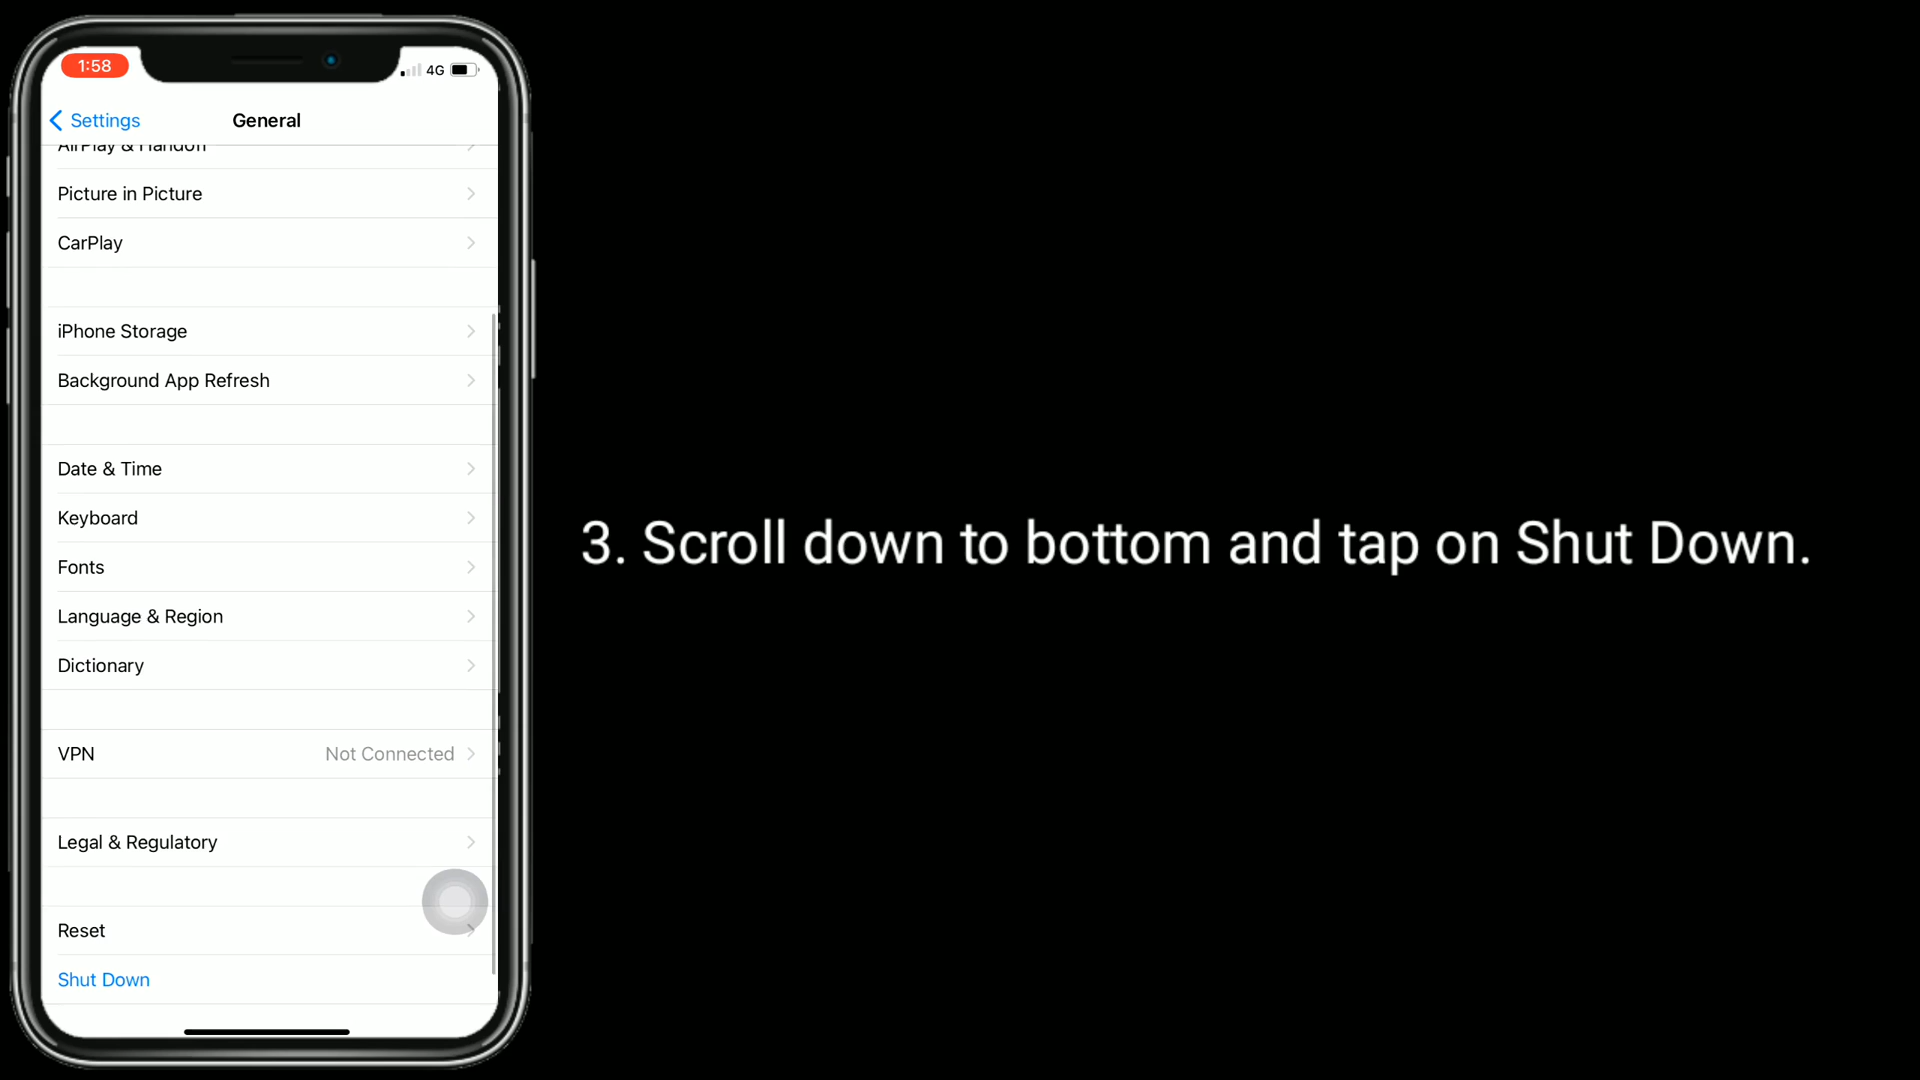 1:58
4G
Settings
General
AirPlay & Handoff
Picture in Picture
CarPlay
iPhone Storage
Background App Refresh
Date & Time
Keyboard
Fonts
Language & Region
Dictionary
VPN Not Connected
Legal & Regulatory
Reset
Shut Down
3. Scroll down to bottom and tap on Shut Down.